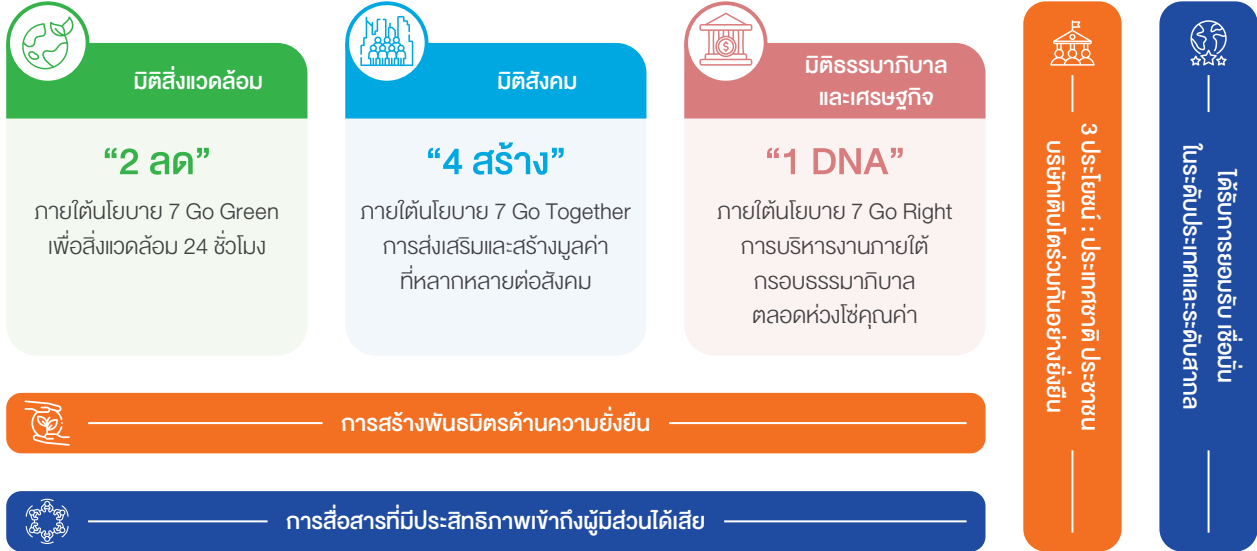 มิติสิ่งแวดล้อม
“2 ลด”
ภายใต้นโยบาย 7 Go Green
เพื่อสิ่งแวดล้อม 24 ชั่วโมง
มิติสังคม
“4 สร้าง”
ภายใต้นโยบาย 7 Go Together
การส่งเสริมและสร้างมูลค่า
ที่หลากหลายต่อสังคม
มิติธรรมาภิบาล
และเศรษฐกิจ
“1 DNA”
ภายใต้นโยบาย 7 Go Right
การบริหารงานภายใต้
กรอบธรรมาภิบาล
ตลอดห่วงโซ่คุณค่า
การสร้างพันธมิตรด้านความยั่งยืน
การสื่อสารที่มีประสิทธิภาพเข้าถึงผู้มีส่วนได้เสีย
3 ประโยชน์ : ประเทศชาติ ประชาชน
บริษัทเติบโตร่วมกันอย่างยั่งยืน
ได้รับการยอมรับ เชื่อมั่น
ในระดับประเทศและระดับสากล